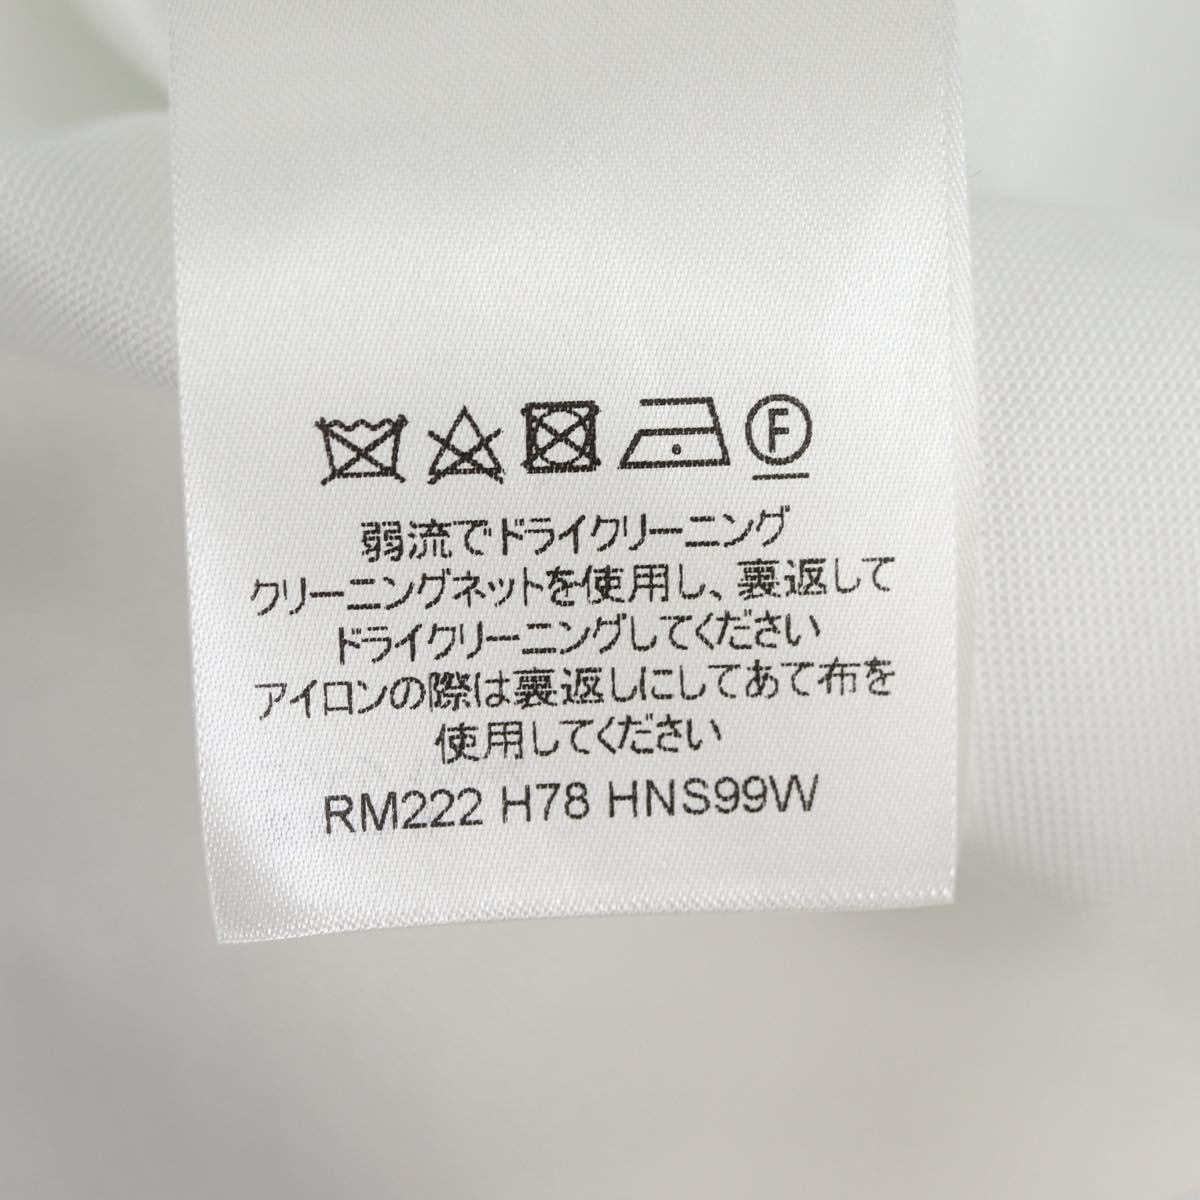 F
弱流でドライクリーニング
クリーニングネットを使用し、裏返して
ドライクリーニングしてください
アイロンの際は裏返しにしてあて布を
使用してください
RM222 H78 HNS99W